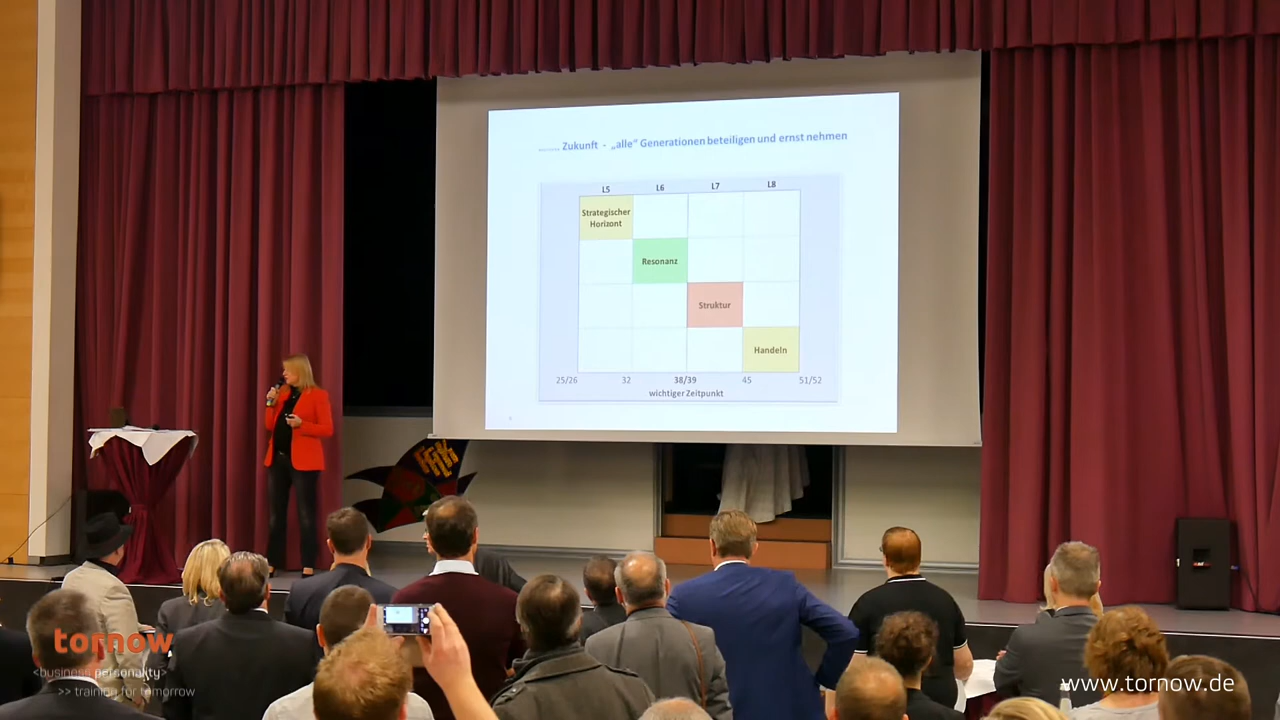 Zukunft - „alle“ Generationen beteiligen und ernst nehmen
L5 L6 L7 L8
Strategischer
Horizont
Resonanz
Struktur
Handeln
25/26 32 38/39 45 51/52
wichtiger Zeitpunkt
tornow
<business personality>
>> training for tomorrow
www.tornow.de